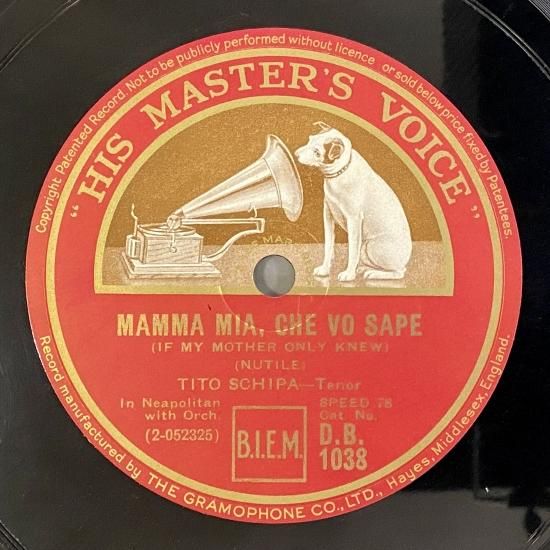 Copyright Patented Record. Not to be publicly performed without licence or sold below price fixed by Patentees.
"HIS MASTER'S VOICE"
MAMMA MIA, CHE VO SAPE
(IF MY MOTHER ONLY KNEW)
(NUTILE)
TITO SCHIPA—Tenor
In Neapolitan
with Orch.
(2-052325)
B.I.E.M.
SPEED 78
Cat. No.
D.B.
1038
Record manufactured by THE GRAMOPHONE CO., LTD., Hayes, Middlesex, England.